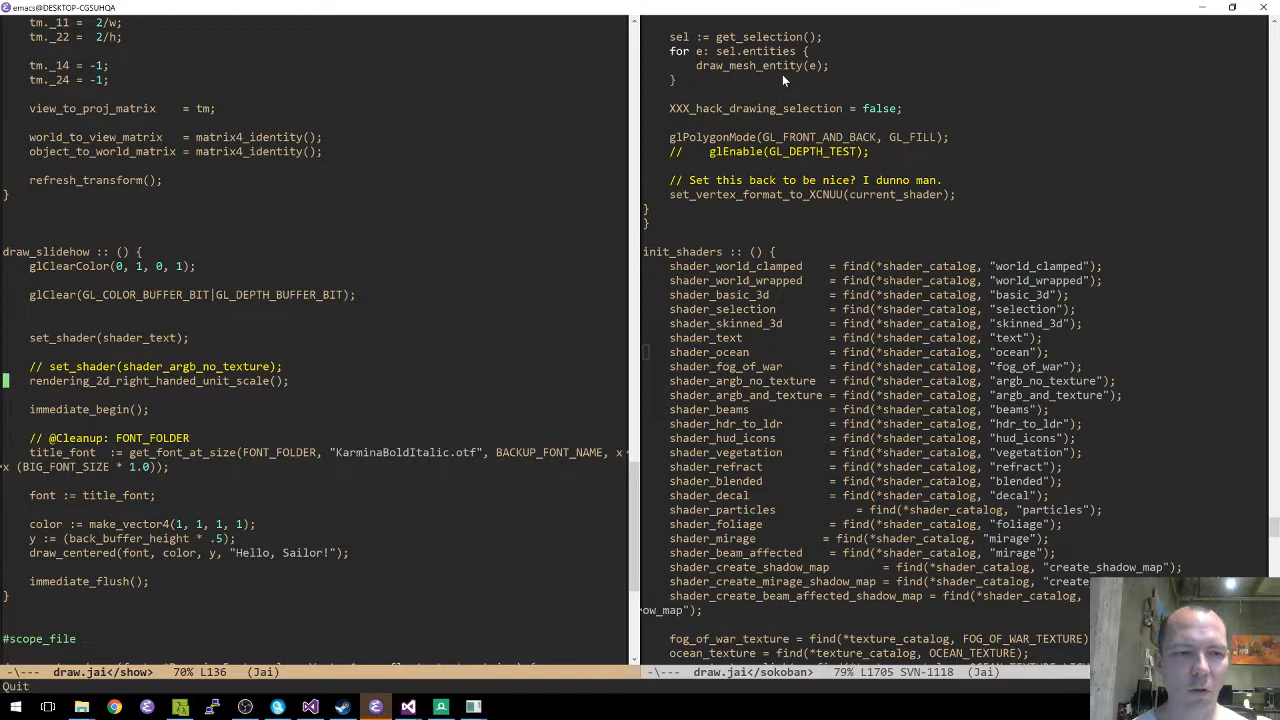 emacs@DESKTOP-CGSUHQA
tm._11 =  2/w;
tm._22 =  2/h;
tm._14 = -1;
tm._24 = -1;
view_to_proj_matrix    = tm;
world_to_view_matrix   = matrix4_identity();
object_to_world_matrix = matrix4_identity();
refresh_transform();
}
draw_slidehow :: () {
glClearColor(0, 1, 0, 1);
glClear(GL_COLOR_BUFFER_BIT|GL_DEPTH_BUFFER_BIT);
set_shader(shader_text);
// set_shader(shader_argb_no_texture);
rendering_2d_right_handed_unit_scale();
immediate_begin();
// @Cleanup: FONT_FOLDER
title_font  := get_font_at_size(FONT_FOLDER, "KarminaBoldItalic.otf", BACKUP_FONT_NAME, x
x (BIG_FONT_SIZE * 1.0));
font := title_font;
color := make_vector4(1, 1, 1, 1);
y := (back_buffer_height * .5);
draw_centered(font, color, y, "Hello, Sailor!");
immediate_flush();
}
#scope_file
\--- draw.jai</show> 70% L136 (Jai)
sel := get_selection();
for e: sel.entities {
draw_mesh_entity(e);
}
XXX_hack_drawing_selection = false;
glPolygonMode(GL_FRONT_AND_BACK, GL_FILL);
//    glEnable(GL_DEPTH_TEST);
// Set this back to be nice? I dunno man.
set_vertex_format_to_XCNUU(current_shader);
}
}
init_shaders :: () {
shader_world_clamped    = find(*shader_catalog, "world_clamped");
shader_world_wrapped    = find(*shader_catalog, "world_wrapped");
shader_basic_3d         = find(*shader_catalog, "basic_3d");
shader_selection        = find(*shader_catalog, "selection");
shader_skinned_3d       = find(*shader_catalog, "skinned_3d");
shader_text             = find(*shader_catalog, "text");
shader_ocean            = find(*shader_catalog, "ocean");
shader_fog_of_war       = find(*shader_catalog, "fog_of_war");
shader_argb_no_texture  = find(*shader_catalog, "argb_no_texture");
shader_argb_and_texture = find(*shader_catalog, "argb_and_texture");
shader_beams            = find(*shader_catalog, "beams");
shader_hdr_to_ldr       = find(*shader_catalog, "hdr_to_ldr");
shader_hud_icons        = find(*shader_catalog, "hud_icons");
shader_vegetation       = find(*shader_catalog, "vegetation");
shader_refract          = find(*shader_catalog, "refract");
shader_blended          = find(*shader_catalog, "blended");
shader_decal            = find(*shader_catalog, "decal");
shader_particles            = find(*shader_catalog, "particles");
shader_foliage          = find(*shader_catalog, "foliage");
shader_mirage          = find(*shader_catalog, "mirage");
shader_beam_affected    = find(*shader_catalog, "beam_affected");
shader_create_shadow_map        = find(*shader_catalog, "create_shadow_map");
shader_create_mirage_shadow_map = find(*shader_catalog, "create
shader_create_beam_affected_shadow_map = find(*shader_catalog,
ow_map");
fog_of_war_texture = find(*texture_catalog, FOG_OF_WAR_TEXTURE)
ocean_texture = find(*texture_catalog, OCEAN_TEXTURE);
\--- draw.jai</sokoban> 79% L1705 SVN-1118 (Jai)
Quit